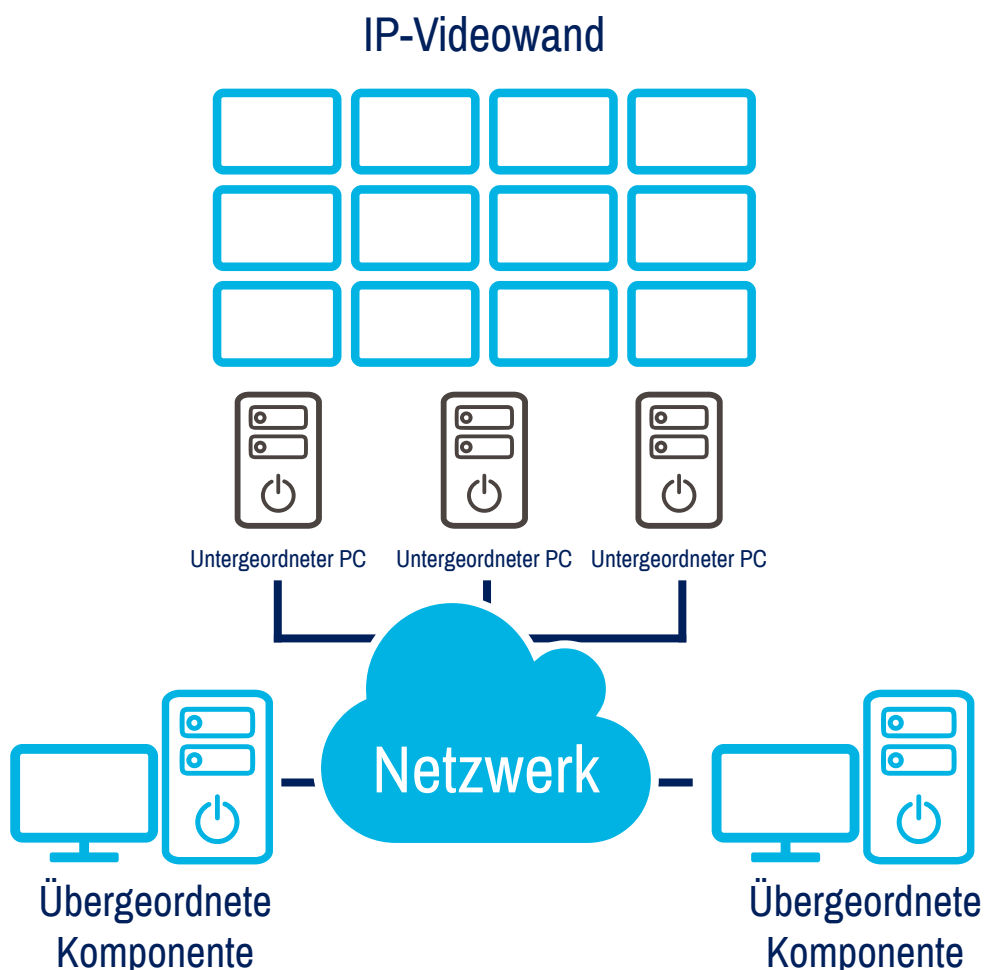 IP-Videowand
Untergeordneter PC
Untergeordneter PC
Untergeordneter PC
Netzwerk
Übergeordnete
Komponente
Übergeordnete
Komponente